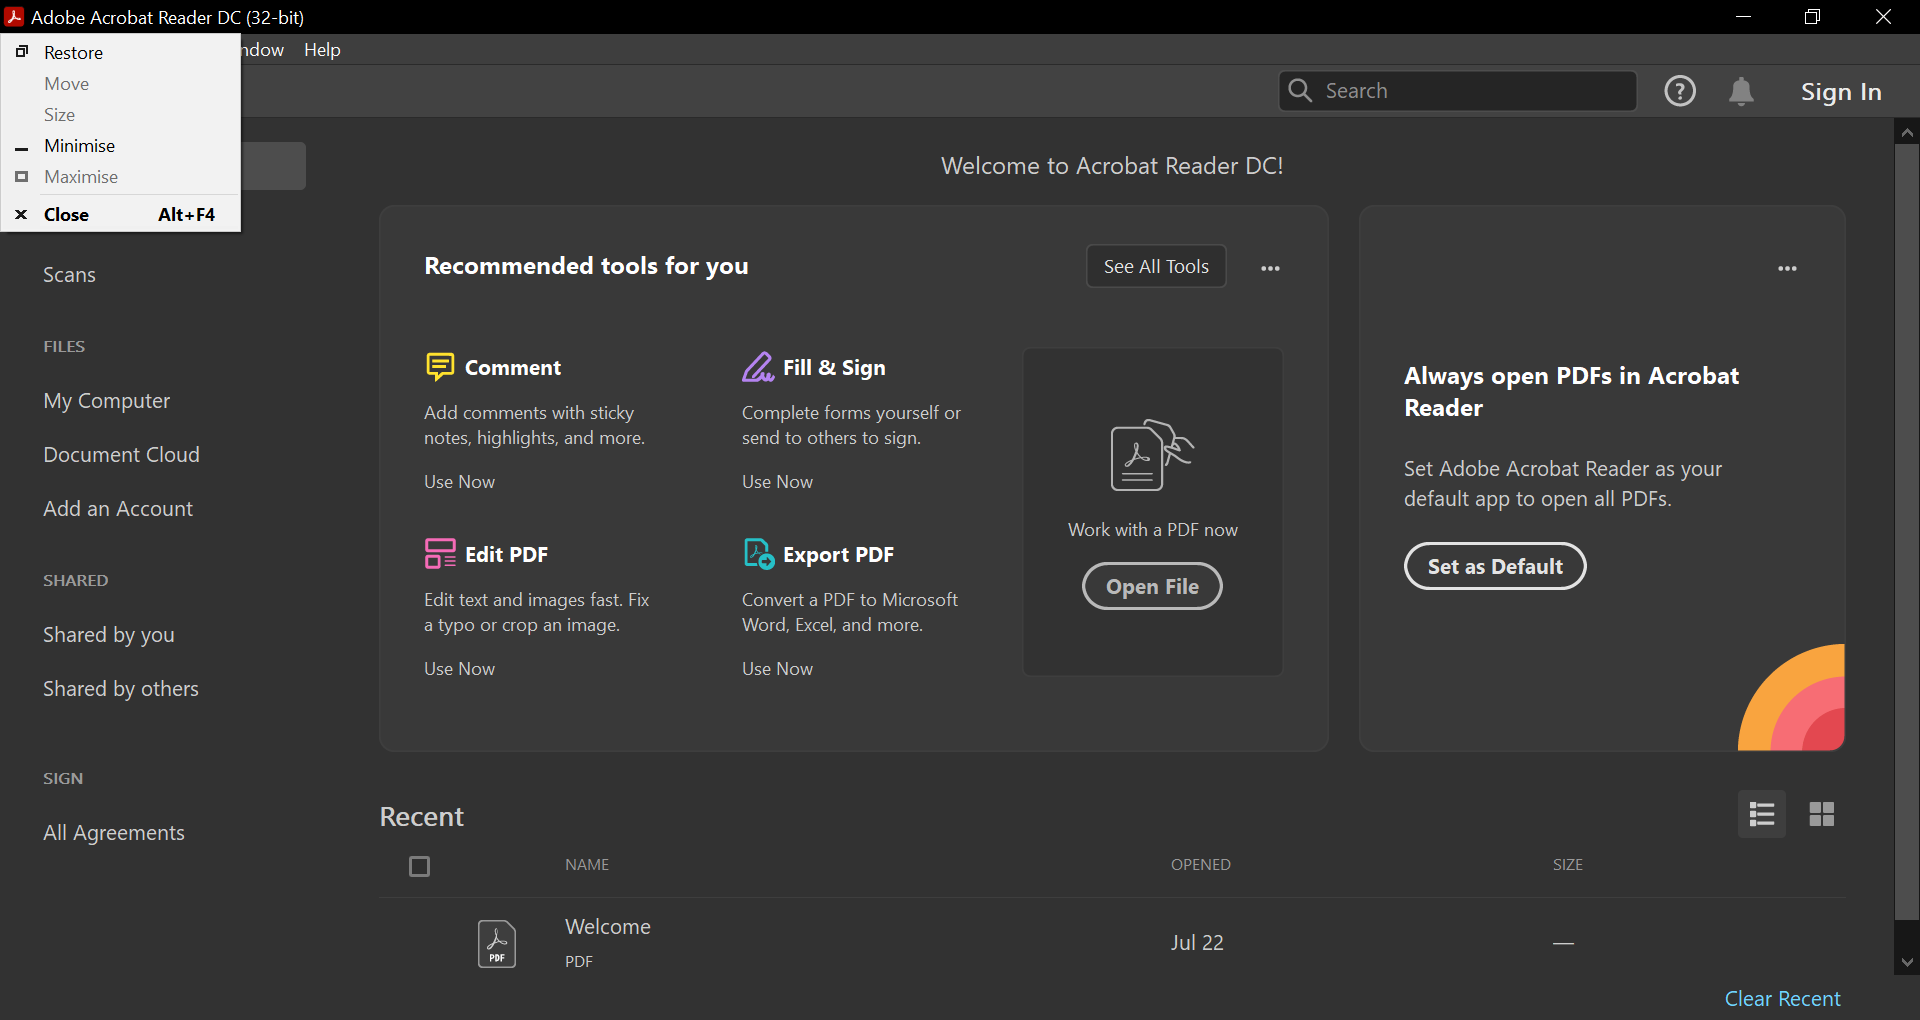 Adobe Acrobat Reader DC (32-bit)
Restore
Move
Size
Minimise
Maximise
Close Alt+F4
ndow Help
Search
?
Sign In
Welcome to Acrobat Reader DC!
Scans
FILES
My Computer
Document Cloud
Add an Account
SHARED
Shared by you
Shared by others
SIGN
All Agreements
Recommended tools for you
See All Tools
Comment
Add comments with sticky
notes, highlights, and more.
Use Now
Fill & Sign
Complete forms yourself or
send to others to sign.
Use Now
Edit PDF
Edit text and images fast. Fix
a typo or crop an image.
Use Now
Export PDF
Convert a PDF to Microsoft
Word, Excel, and more.
Use Now
Work with a PDF now
Open File
Always open PDFs in Acrobat
Reader
Set Adobe Acrobat Reader as your
default app to open all PDFs.
Set as Default
Recent
NAME OPENED SIZE
PDF
Welcome
PDF
Jul 22
—
Clear Recent